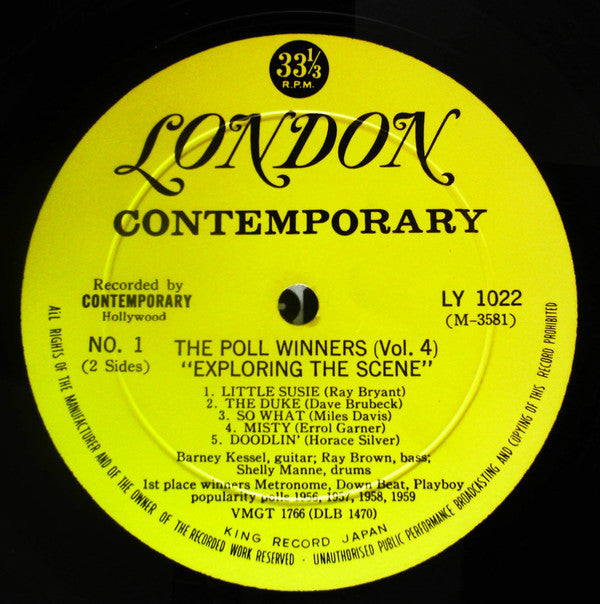 33⅓
R.P.M.
LONDON
CONTEMPORARY
Recorded by
CONTEMPORARY
Hollywood
LY 1022
(M-3581)
NO. 1
(2 Sides)
THE POLL WINNERS (Vol. 4)
"EXPLORING THE SCENE"
1. LITTLE SUSIE (Ray Bryant)
2. THE DUKE (Dave Brubeck)
3. SO WHAT (Miles Davis)
4. MISTY (Errol Garner)
5. DOODLIN' (Horace Silver)
Barney Kessel, guitar; Ray Brown, bass;
Shelly Manne, drums
1st place winners Metronome, Down Beat, Playboy
popularity polls 1956, 1957, 1958, 1959
VMGT 1766 (DLB 1470)
KING RECORD JAPAN
ALL RIGHTS OF THE MANUFACTURER AND OF THE OWNER OF THE RECORDED WORK RESERVED · UNAUTHORISED PUBLIC PERFORMANCE BROADCASTING AND COPYING OF THIS RECORD PROHIBITED